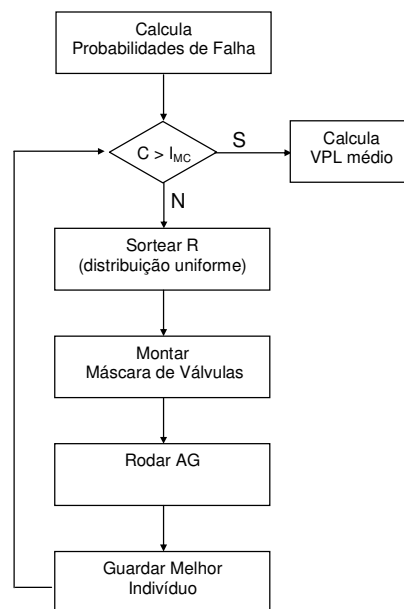 Calcula
Probabilidades de Falha
C > IMC
S
Calcula
VPL médio
N
Sortear R
(distribuição uniforme)
Montar
Máscara de Válvulas
Rodar AG
Guardar Melhor
Indivíduo